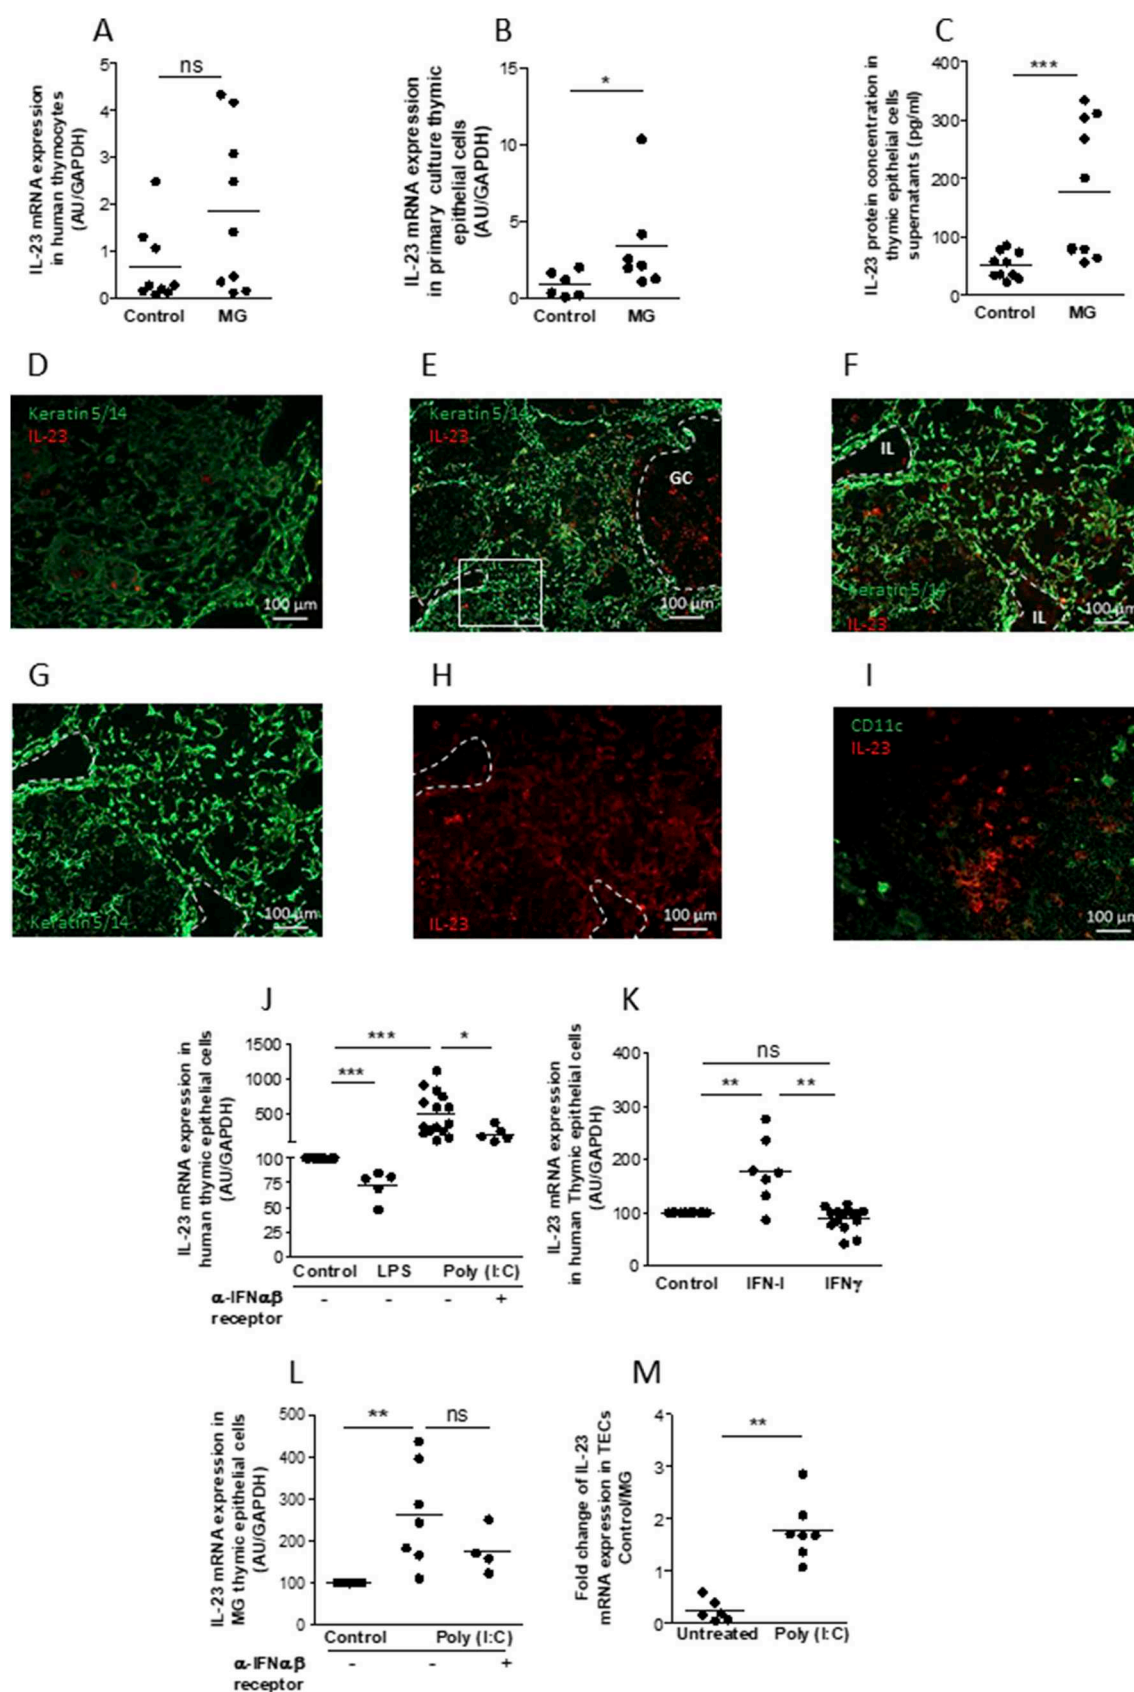 A
IL-23 mRNA expression
in human thymocytes
(AU/GAPDH)
5
4
3
2
1
0
ns
Control MG
B
IL-23 mRNA expression
in primary culture thymic
epithelial cells
(AU/GAPDH)
15
10
5
0
*
Control MG
C
IL-23 protein concentration in
thymic epithelial cells
supernatants (pg/ml)
400
300
200
100
0
***
Control MG
D
Keratin 5/14
IL-23
100 µm
E
Keratin 5/14
IL-23
GC
100 µm
F
IL
Keratin 5/14
IL-23
IL
100 µm
G
Keratin 5/14
100 µm
H
IL-23
100 µm
I
CD11c
IL-23
100 µm
J
IL-23 mRNA expression in
human thymic epithelial cells
(AU/GAPDH)
1500
1000
500
100
75
50
25
0
*** *
***
Control LPS Poly (I:C)
α-IFNαβ - - - +
receptor
K
IL-23 mRNA expression
in human Thymic epithelial cells
(AU/GAPDH)
400
300
200
100
0
ns
** **
Control IFN-I IFNγ
L
IL-23 mRNA expression in
MG thymic epithelial cells
(AU/GAPDH)
500
400
300
200
100
0
** ns
Control Poly (I:C)
α-IFNαβ - - +
receptor
M
Fold change of IL-23
mRNA expression in TECs
Control/MG
4
3
2
1
0
**
Untreated Poly (I:C)